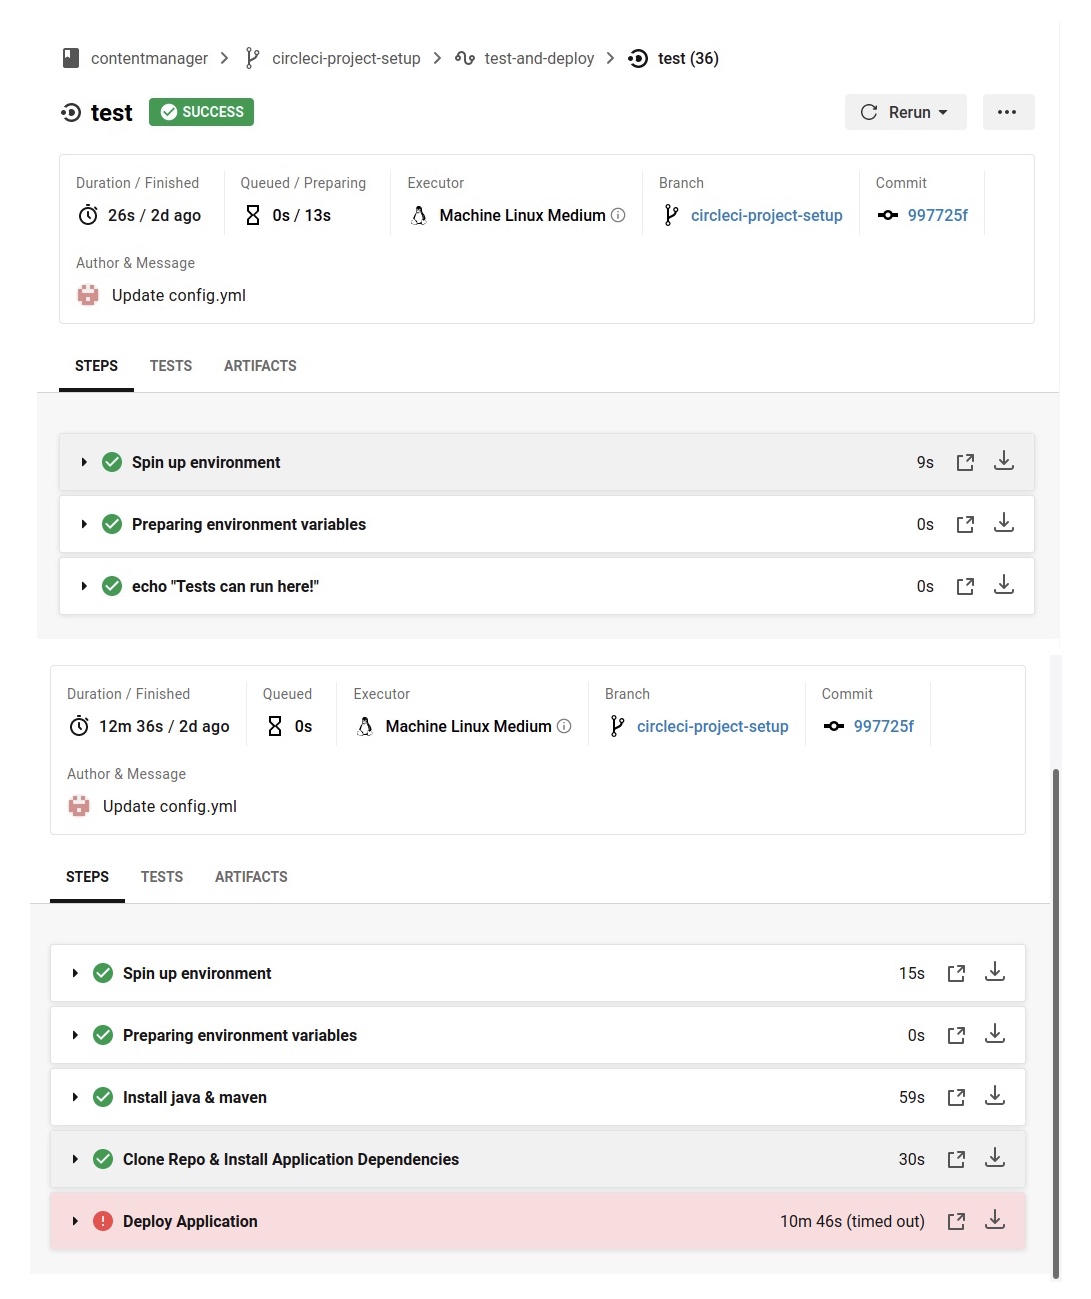 contentmanager > circleci-project-setup > test-and-deploy > test (36)
test SUCCESS Rerun ...
Duration / Finished Queued / Preparing Executor Branch Commit
26s / 2d ago 0s / 13s Machine Linux Medium circleci-project-setup 997725f
Author & Message
Update config.yml
STEPS TESTS ARTIFACTS
Spin up environment 9s
Preparing environment variables 0s
echo "Tests can run here!" 0s
Duration / Finished Queued Executor Branch Commit
12m 36s / 2d ago 0s Machine Linux Medium circleci-project-setup 997725f
Author & Message
Update config.yml
STEPS TESTS ARTIFACTS
Spin up environment 15s
Preparing environment variables 0s
Install java & maven 59s
Clone Repo & Install Application Dependencies 30s
Deploy Application 10m 46s (timed out)